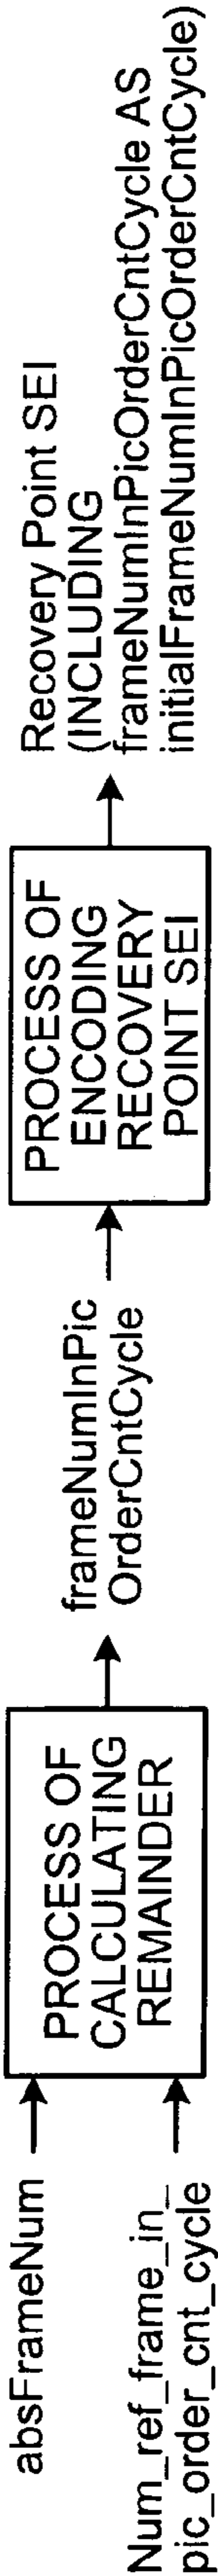 absFrameNum
Num_ref_frame_in_
pic_order_cnt_cycle
PROCESS OF
CALCULATING
REMAINDER
frameNumInPic
OrderCntCycle
PROCESS OF
ENCODING
RECOVERY
POINT SEI
Recovery Point SEI
(INCLUDING
frameNumInPicOrderCntCycle AS
initialFrameNumInPicOrderCntCycle)